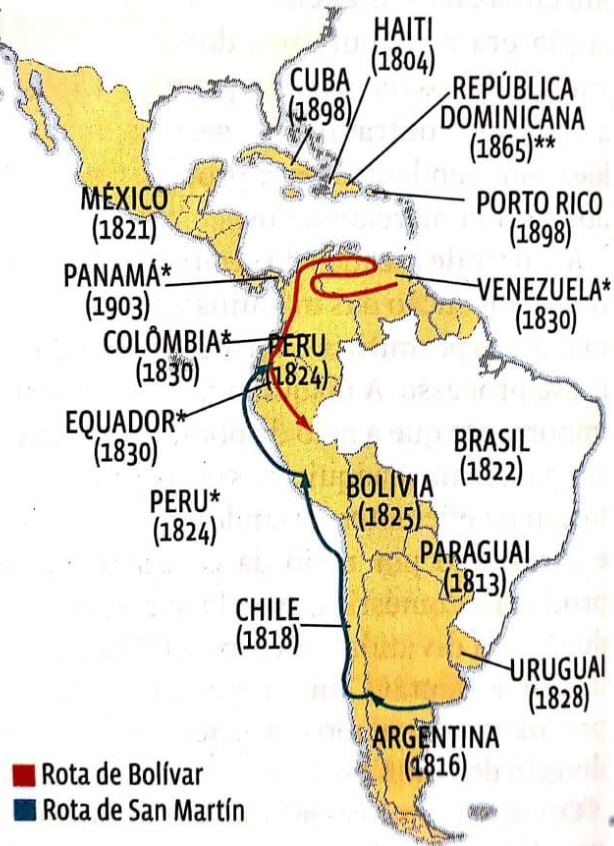 HAITI
(1804)
CUBA
(1898)
REPÚBLICA
DOMINICANA
(1865)**
MÉXICO
(1821)
PORTO RICO
(1898)
PANAMÁ*
(1903)
VENEZUELA*
(1830)
COLÔMBIA*
(1830)
PERU
(1824)
EQUADOR*
(1830)
BRASIL
(1822)
PERU*
(1824)
BOLÍVIA
(1825)
PARAGUAI
(1813)
CHILE
(1818)
URUGUAI
(1828)
ARGENTINA
(1816)
Rota de Bolívar
Rota de San Martín